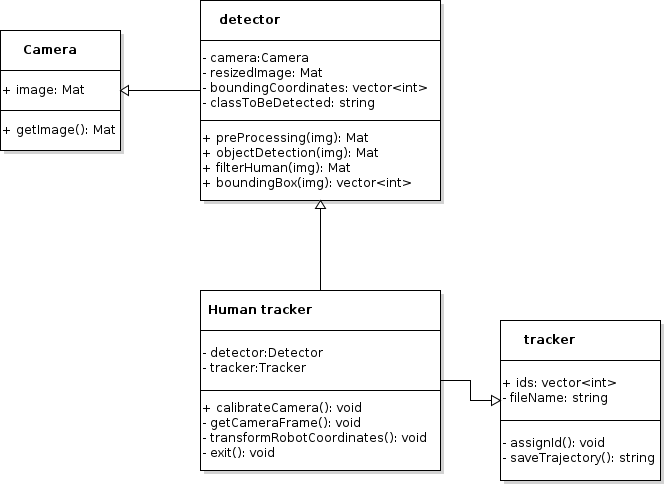 Camera
+ image: Mat
+ getImage(): Mat
detector
- camera:Camera
- resizedImage: Mat
- boundingCoordinates: vector<int>
- classToBeDetected: string
+ preProcessing(img): Mat
+ objectDetection(img): Mat
+ filterHuman(img): Mat
+ boundingBox(img): vector<int>
Human tracker
- detector:Detector
- tracker:Tracker
+ calibrateCamera(): void
- getCameraFrame(): void
- transformRobotCoordinates(): void
- exit(): void
tracker
+ ids: vector<int>
- fileName: string
- assignId(): void
- saveTrajectory(): string